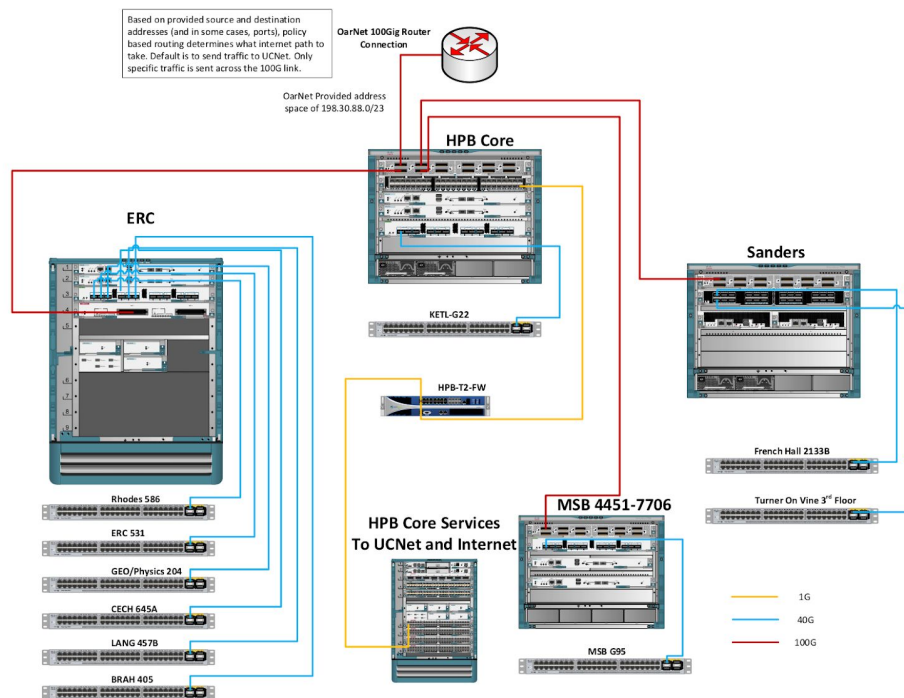 Based on provided source and destination
addresses (and in some cases, ports), policy
based routing determines what internet path to
take. Default is to send traffic to UCNet. Only
specific traffic is sent across the 100G link.
OarNet 100Gig Router
Connection
OarNet Provided address
space of 198.30.88.0/23
HPB Core
ERC
Sanders
KETL-G22
HPB-T2-FW
French Hall 2133B
Rhodes 586
MSB 4451-7706
Turner On Vine 3rd Floor
HPB Core Services
To UCNet and Internet
ERC 531
GEO/Physics 204
1G
CECH 645A
40G
LANG 457B
100G
MSB G95
BRAH 405